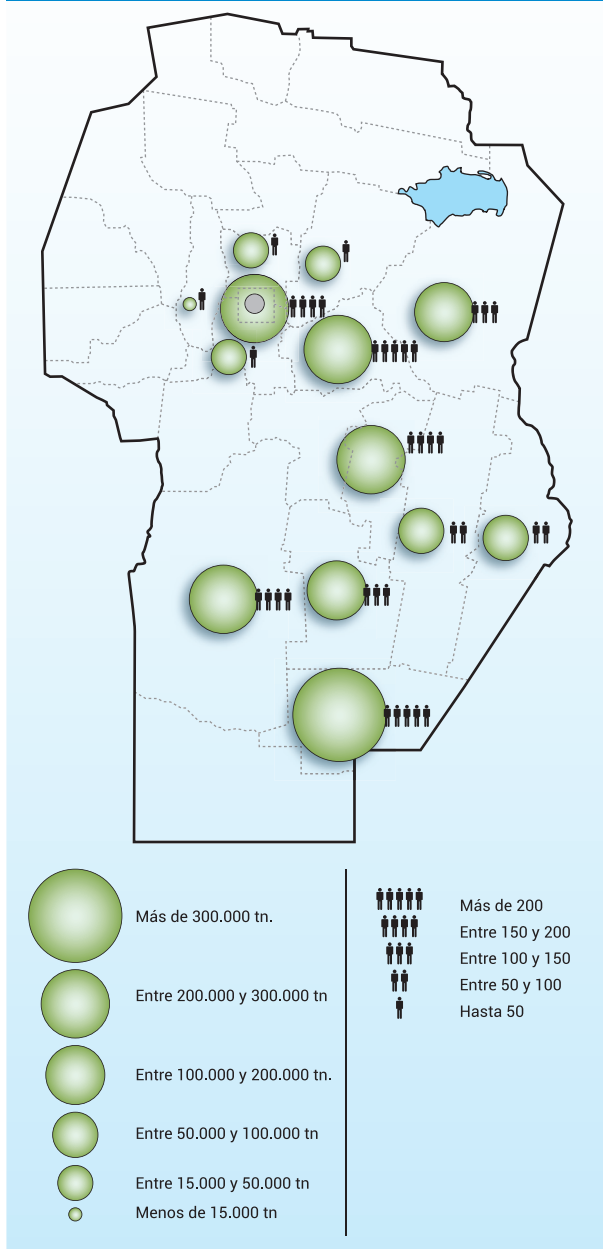 Más de 300.000 tn.
Entre 200.000 y 300.000 tn
Entre 100.000 y 200.000 tn.
Entre 50.000 y 100.000 tn
Entre 15.000 y 50.000 tn
Menos de 15.000 tn
Más de 200
Entre 150 y 200
Entre 100 y 150
Entre 50 y 100
Hasta 50